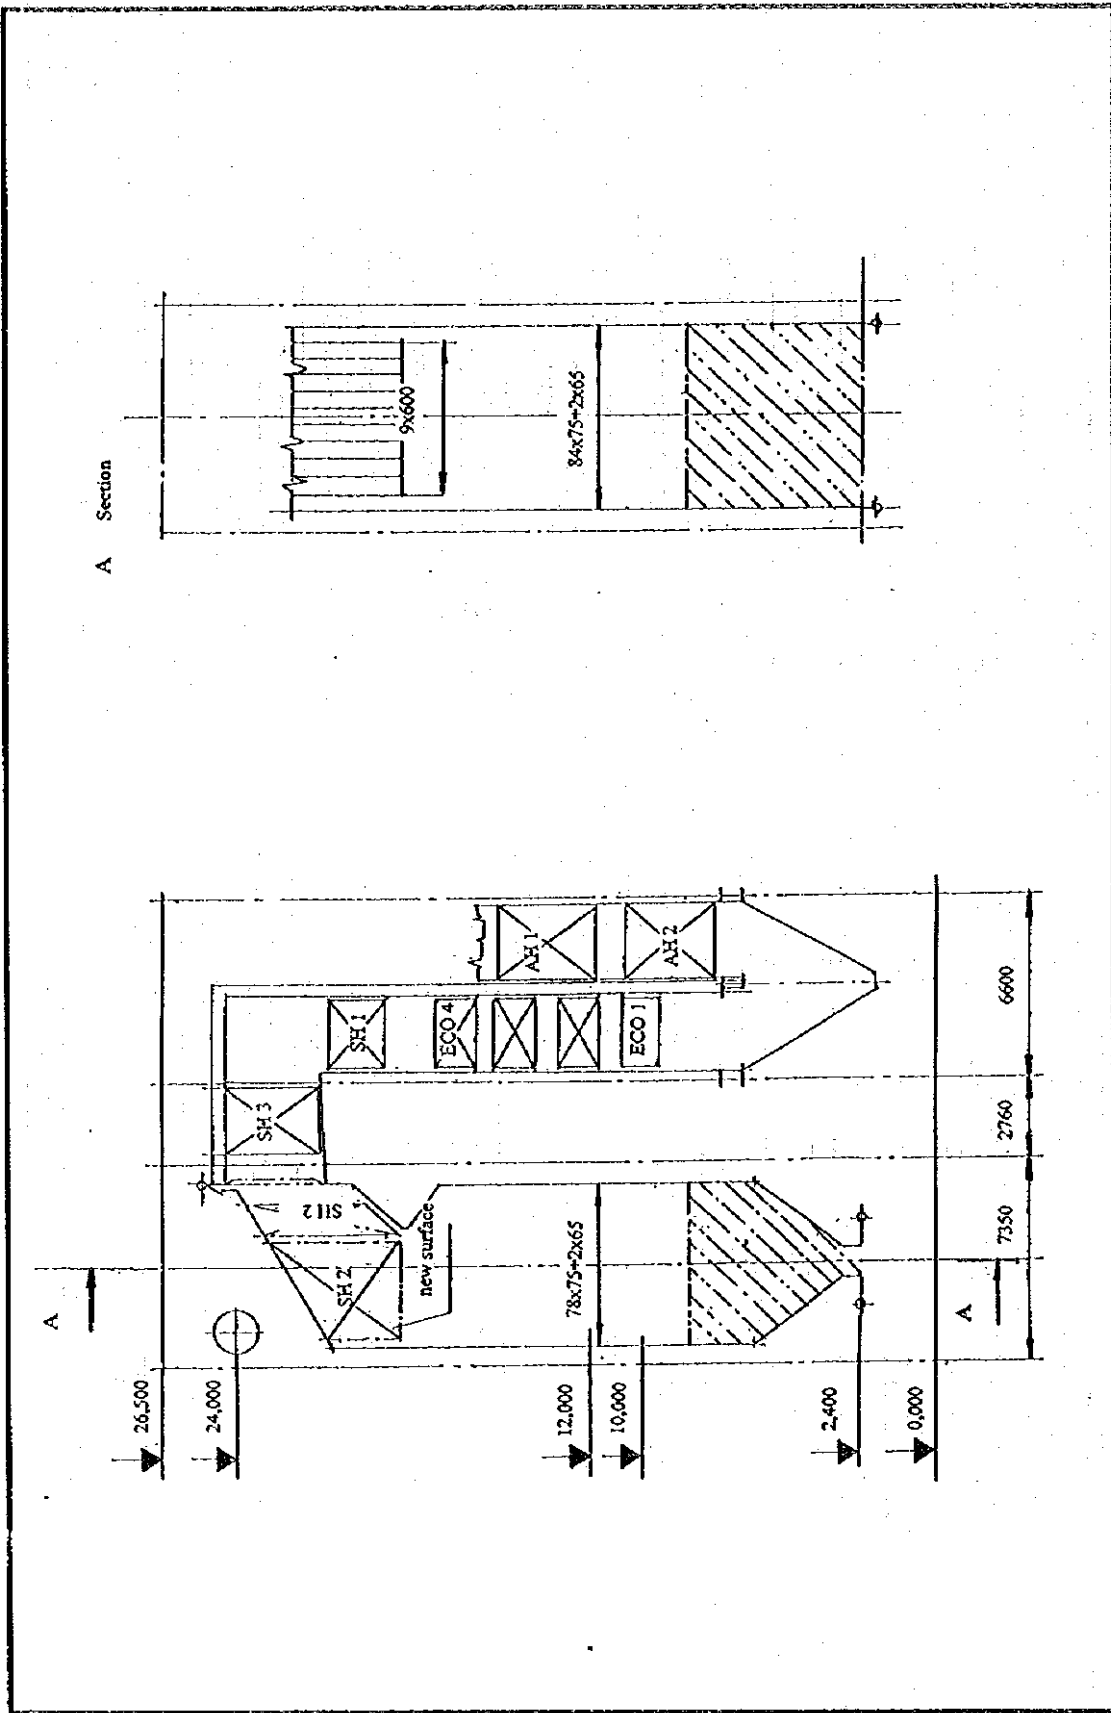 A Section
9x600
84x75+2x65
SH 3
SH 1
ECO 4
ECO 1
AH 1
AH 2
SH 2
SH 2'
new surface
78x75+2x65
A
A
26,500
24,000
12,000
10,000
2,400
0,000
7350
2760
6600